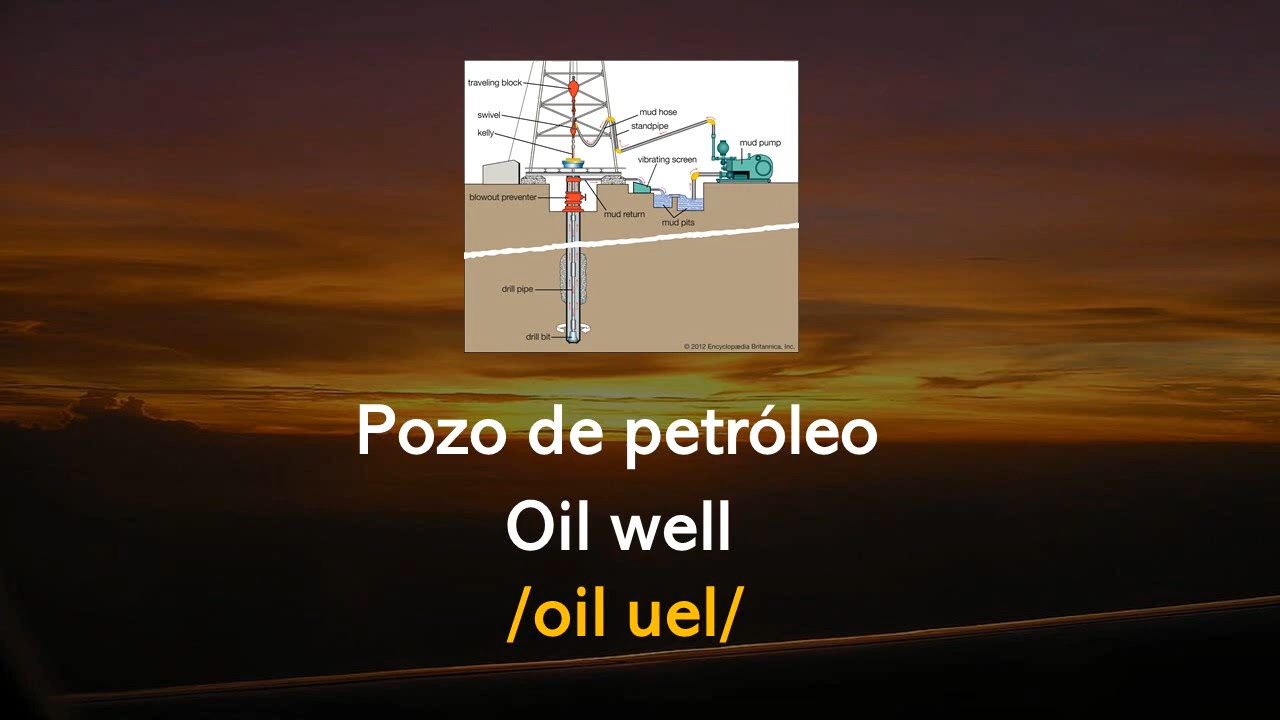 traveling block
swivel
kelly
mud hose
standpipe
mud pump
vibrating screen
blowout preventer
mud return
mud pits
drill pipe
drill bit
© 2012 Encyclopædia Britannica, Inc.
Pozo de petróleo
Oil well
/oil uel/